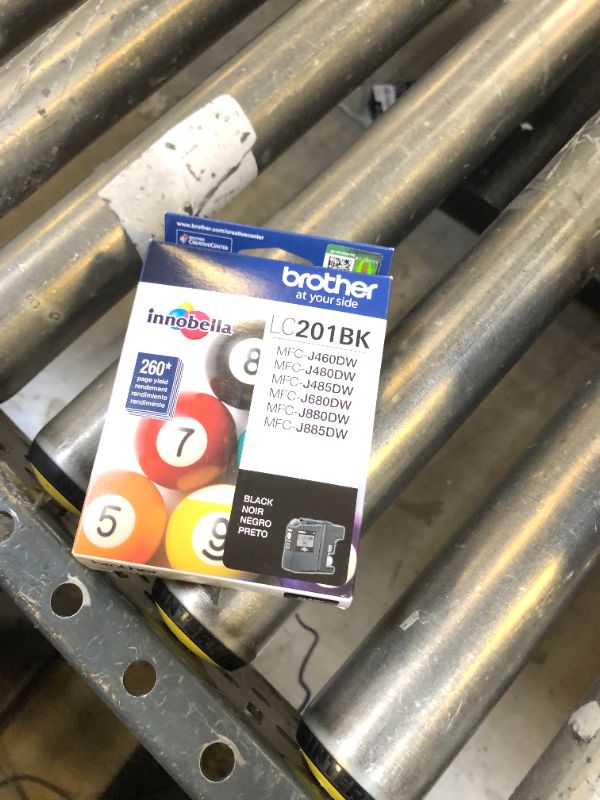 www.brother.com/creativecenter
BROTHER
CREATIVECENTER
brother
at your side
innobella
LC201BK
260*
page yield
rendement
rendimiento
rendimento
MFC-J460DW
MFC-J480DW
MFC-J485DW
MFC-J680DW
MFC-J880DW
MFC-J885DW
8
7
5
9
BLACK
NOIR
NEGRO
PRETO